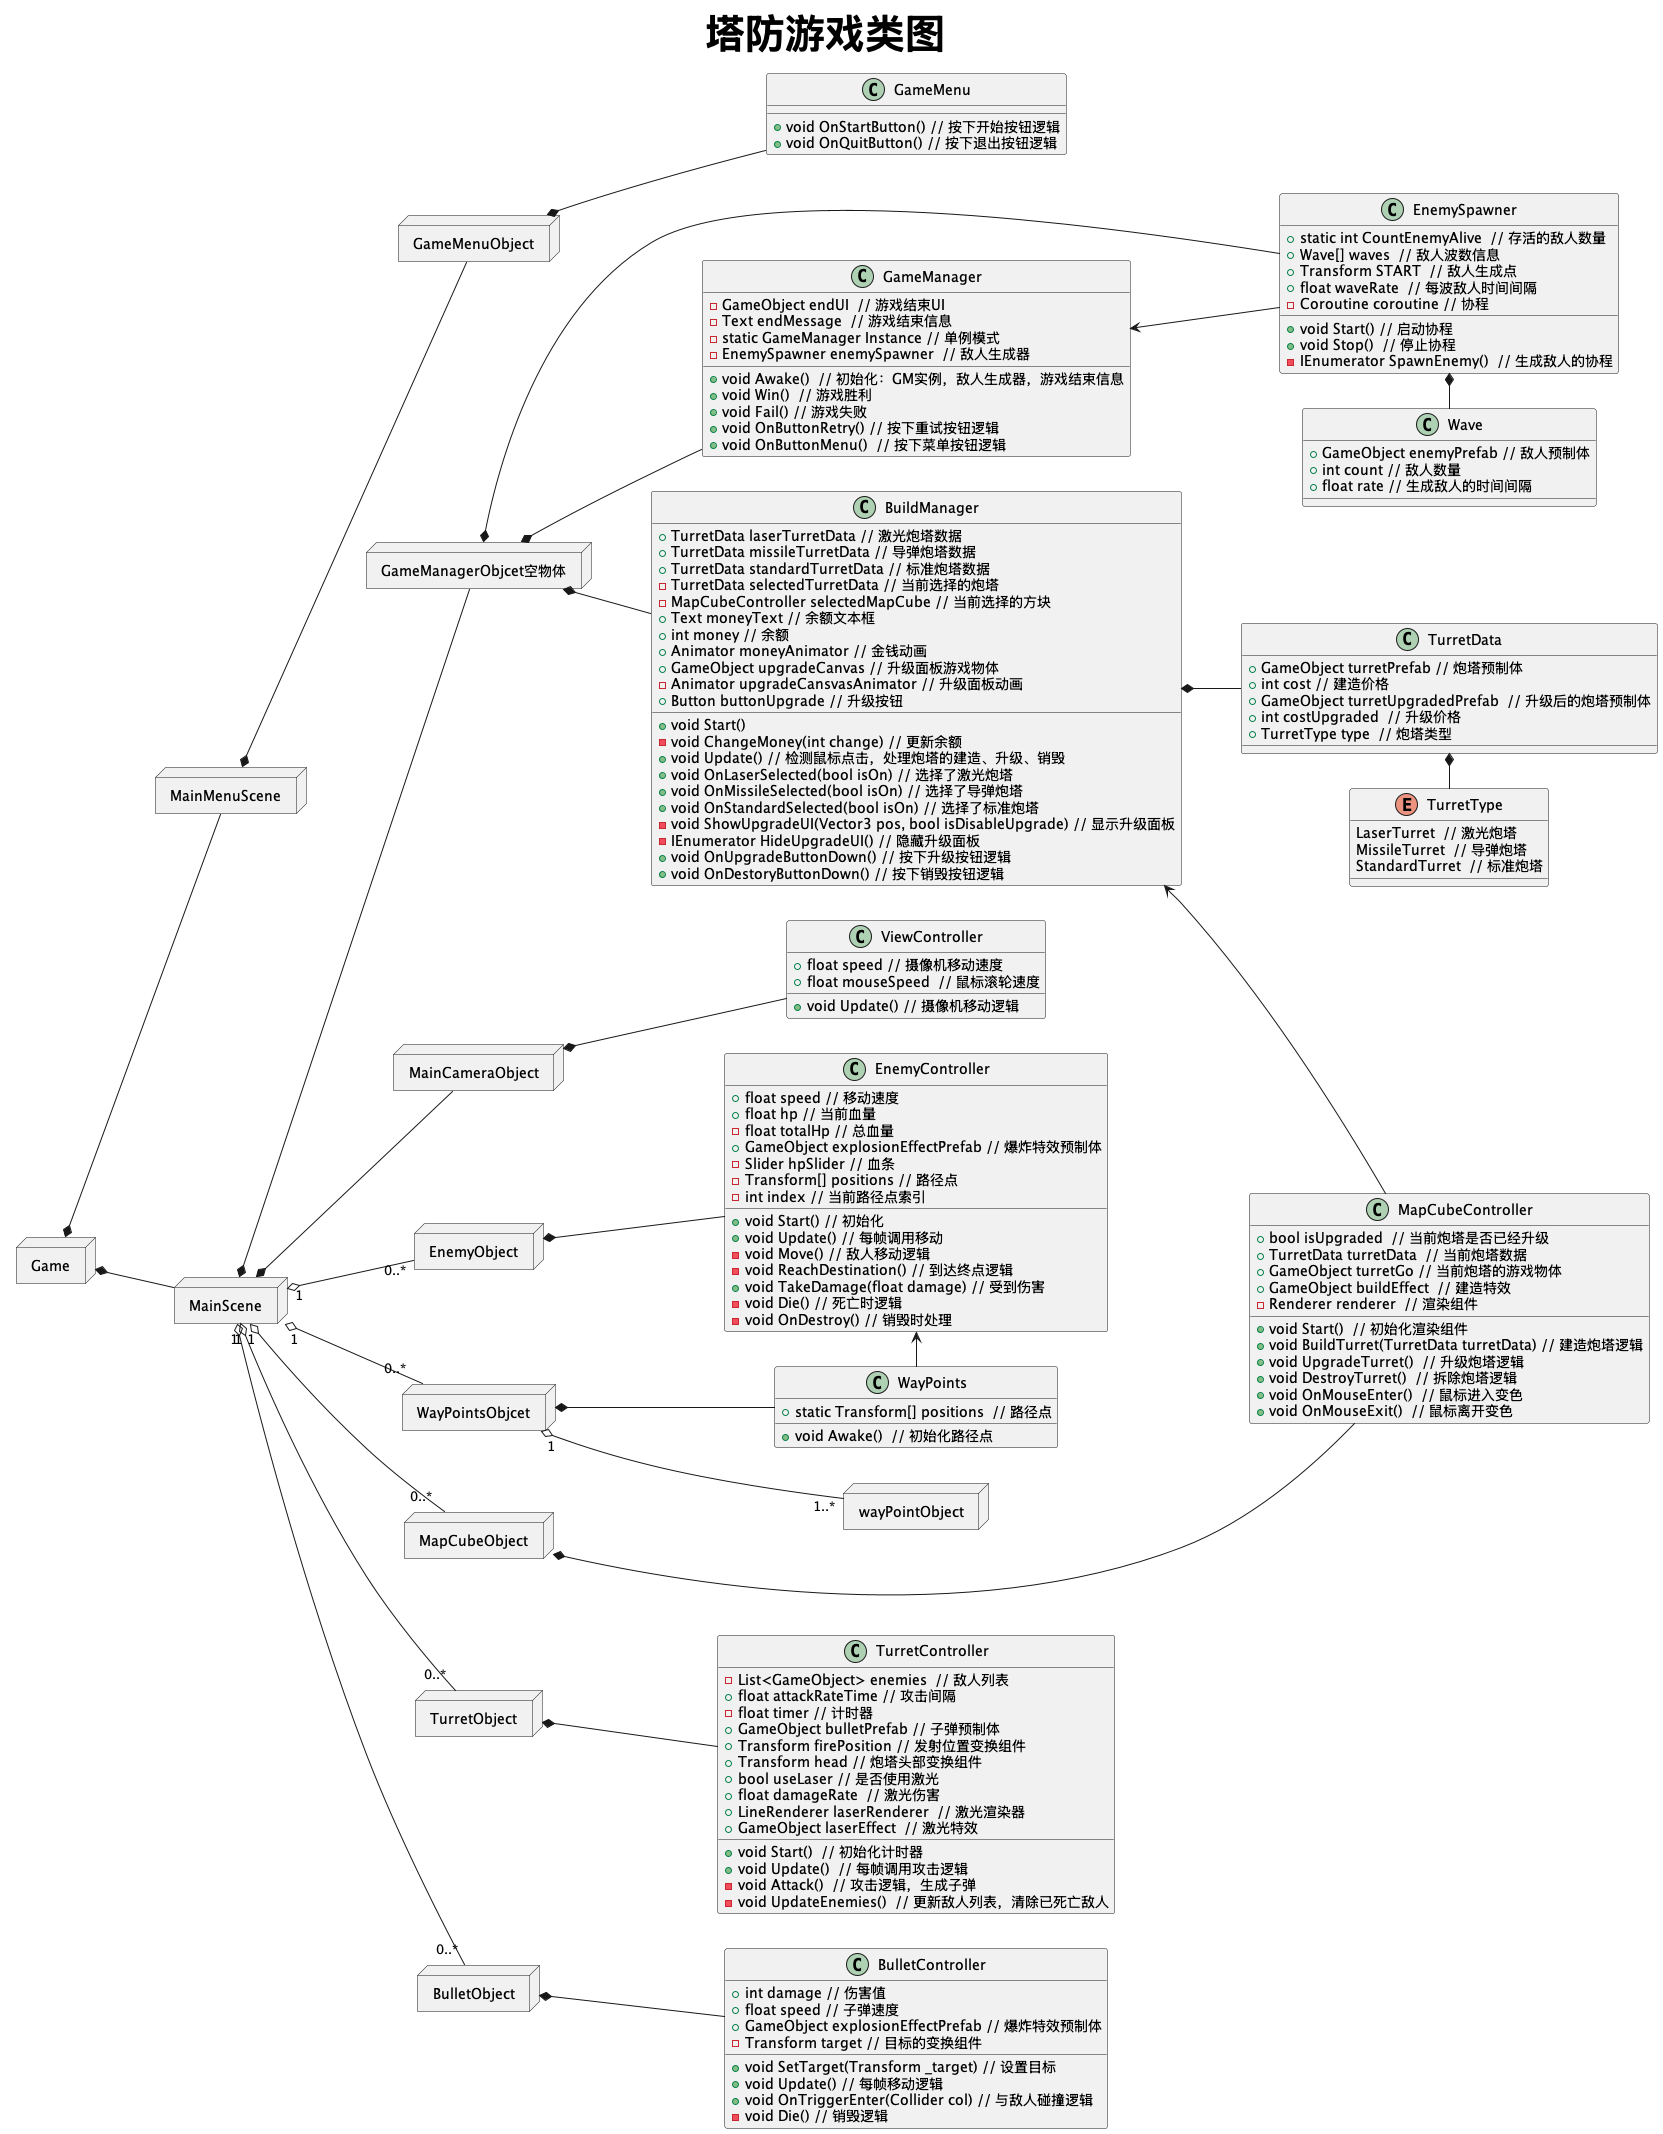 塔防游戏类图
C GameMenu
void OnStartButton() // 按下开始按钮逻辑
void OnQuitButton() // 按下退出按钮逻辑
GameMenuObject
C EnemySpawner
static int CountEnemyAlive // 存活的敌人数量
Wave[] waves // 敌人波数信息
Transform START // 敌人生成点
float waveRate // 每波敌人时间间隔
Coroutine coroutine // 协程
void Start() // 启动协程
void Stop() // 停止协程
IEnumerator SpawnEnemy() // 生成敌人的协程
C GameManager
GameObject endUI // 游戏结束UI
Text endMessage // 游戏结束信息
static GameManager Instance // 单例模式
EnemySpawner enemySpawner // 敌人生成器
void Awake() // 初始化：GM实例，敌人生成器，游戏结束信息
void Win() // 游戏胜利
void Fail() // 游戏失败
void OnButtonRetry() // 按下重试按钮逻辑
void OnButtonMenu() // 按下菜单按钮逻辑
C Wave
GameObject enemyPrefab // 敌人预制体
int count // 敌人数量
float rate // 生成敌人的时间间隔
GameManagerObjcet空物体
C BuildManager
TurretData laserTurretData // 激光炮塔数据
TurretData missileTurretData // 导弹炮塔数据
TurretData standardTurretData // 标准炮塔数据
TurretData selectedTurretData // 当前选择的炮塔
MapCubeController selectedMapCube // 当前选择的方块
Text moneyText // 余额文本框
int money // 余额
Animator moneyAnimator // 金钱动画
GameObject upgradeCanvas // 升级面板游戏物体
Animator upgradeCansvasAnimator // 升级面板动画
Button buttonUpgrade // 升级按钮
void Start()
void ChangeMoney(int change) // 更新余额
void Update() // 检测鼠标点击，处理炮塔的建造、升级、销毁
void OnLaserSelected(bool isOn) // 选择了激光炮塔
void OnMissileSelected(bool isOn) // 选择了导弹炮塔
void OnStandardSelected(bool isOn) // 选择了标准炮塔
void ShowUpgradeUI(Vector3 pos, bool isDisableUpgrade) // 显示升级面板
IEnumerator HideUpgradeUI() // 隐藏升级面板
void OnUpgradeButtonDown() // 按下升级按钮逻辑
void OnDestoryButtonDown() // 按下销毁按钮逻辑
C TurretData
GameObject turretPrefab // 炮塔预制体
int cost // 建造价格
GameObject turretUpgradedPrefab // 升级后的炮塔预制体
int costUpgraded // 升级价格
TurretType type // 炮塔类型
E TurretType
LaserTurret // 激光炮塔
MissileTurret // 导弹炮塔
StandardTurret // 标准炮塔
MainMenuScene
C ViewController
float speed // 摄像机移动速度
float mouseSpeed // 鼠标滚轮速度
void Update() // 摄像机移动逻辑
MainCameraObject
C EnemyController
float speed // 移动速度
float hp // 当前血量
float totalHp // 总血量
GameObject explosionEffectPrefab // 爆炸特效预制体
Slider hpSlider // 血条
Transform[] positions // 路径点
int index // 当前路径点索引
void Start() // 初始化
void Update() // 每帧调用移动
void Move() // 敌人移动逻辑
void ReachDestination() // 到达终点逻辑
void TakeDamage(float damage) // 受到伤害
void Die() // 死亡时逻辑
void OnDestroy() // 销毁时处理
C MapCubeController
bool isUpgraded // 当前炮塔是否已经升级
TurretData turretData // 当前炮塔数据
GameObject turretGo // 当前炮塔的游戏物体
GameObject buildEffect // 建造特效
Renderer renderer // 渲染组件
void Start() // 初始化渲染组件
void BuildTurret(TurretData turretData) // 建造炮塔逻辑
void UpgradeTurret() // 升级炮塔逻辑
void DestroyTurret() // 拆除炮塔逻辑
void OnMouseEnter() // 鼠标进入变色
void OnMouseExit() // 鼠标离开变色
Game
EnemyObject
0..*
1
MainScene
1
1
1
1
0..*
WayPointsObjcet
1
C WayPoints
static Transform[] positions // 路径点
void Awake() // 初始化路径点
1..*
wayPointObject
0..*
MapCubeObject
0..*
TurretObject
C TurretController
List<GameObject> enemies // 敌人列表
float attackRateTime // 攻击间隔
float timer // 计时器
GameObject bulletPrefab // 子弹预制体
Transform firePosition // 发射位置变换组件
Transform head // 炮塔头部变换组件
bool useLaser // 是否使用激光
float damageRate // 激光伤害
LineRenderer laserRenderer // 激光渲染器
GameObject laserEffect // 激光特效
void Start() // 初始化计时器
void Update() // 每帧调用攻击逻辑
void Attack() // 攻击逻辑，生成子弹
void UpdateEnemies() // 更新敌人列表，清除已死亡敌人
0..*
BulletObject
C BulletController
int damage // 伤害值
float speed // 子弹速度
GameObject explosionEffectPrefab // 爆炸特效预制体
Transform target // 目标的变换组件
void SetTarget(Transform _target) // 设置目标
void Update() // 每帧移动逻辑
void OnTriggerEnter(Collider col) // 与敌人碰撞逻辑
void Die() // 销毁逻辑